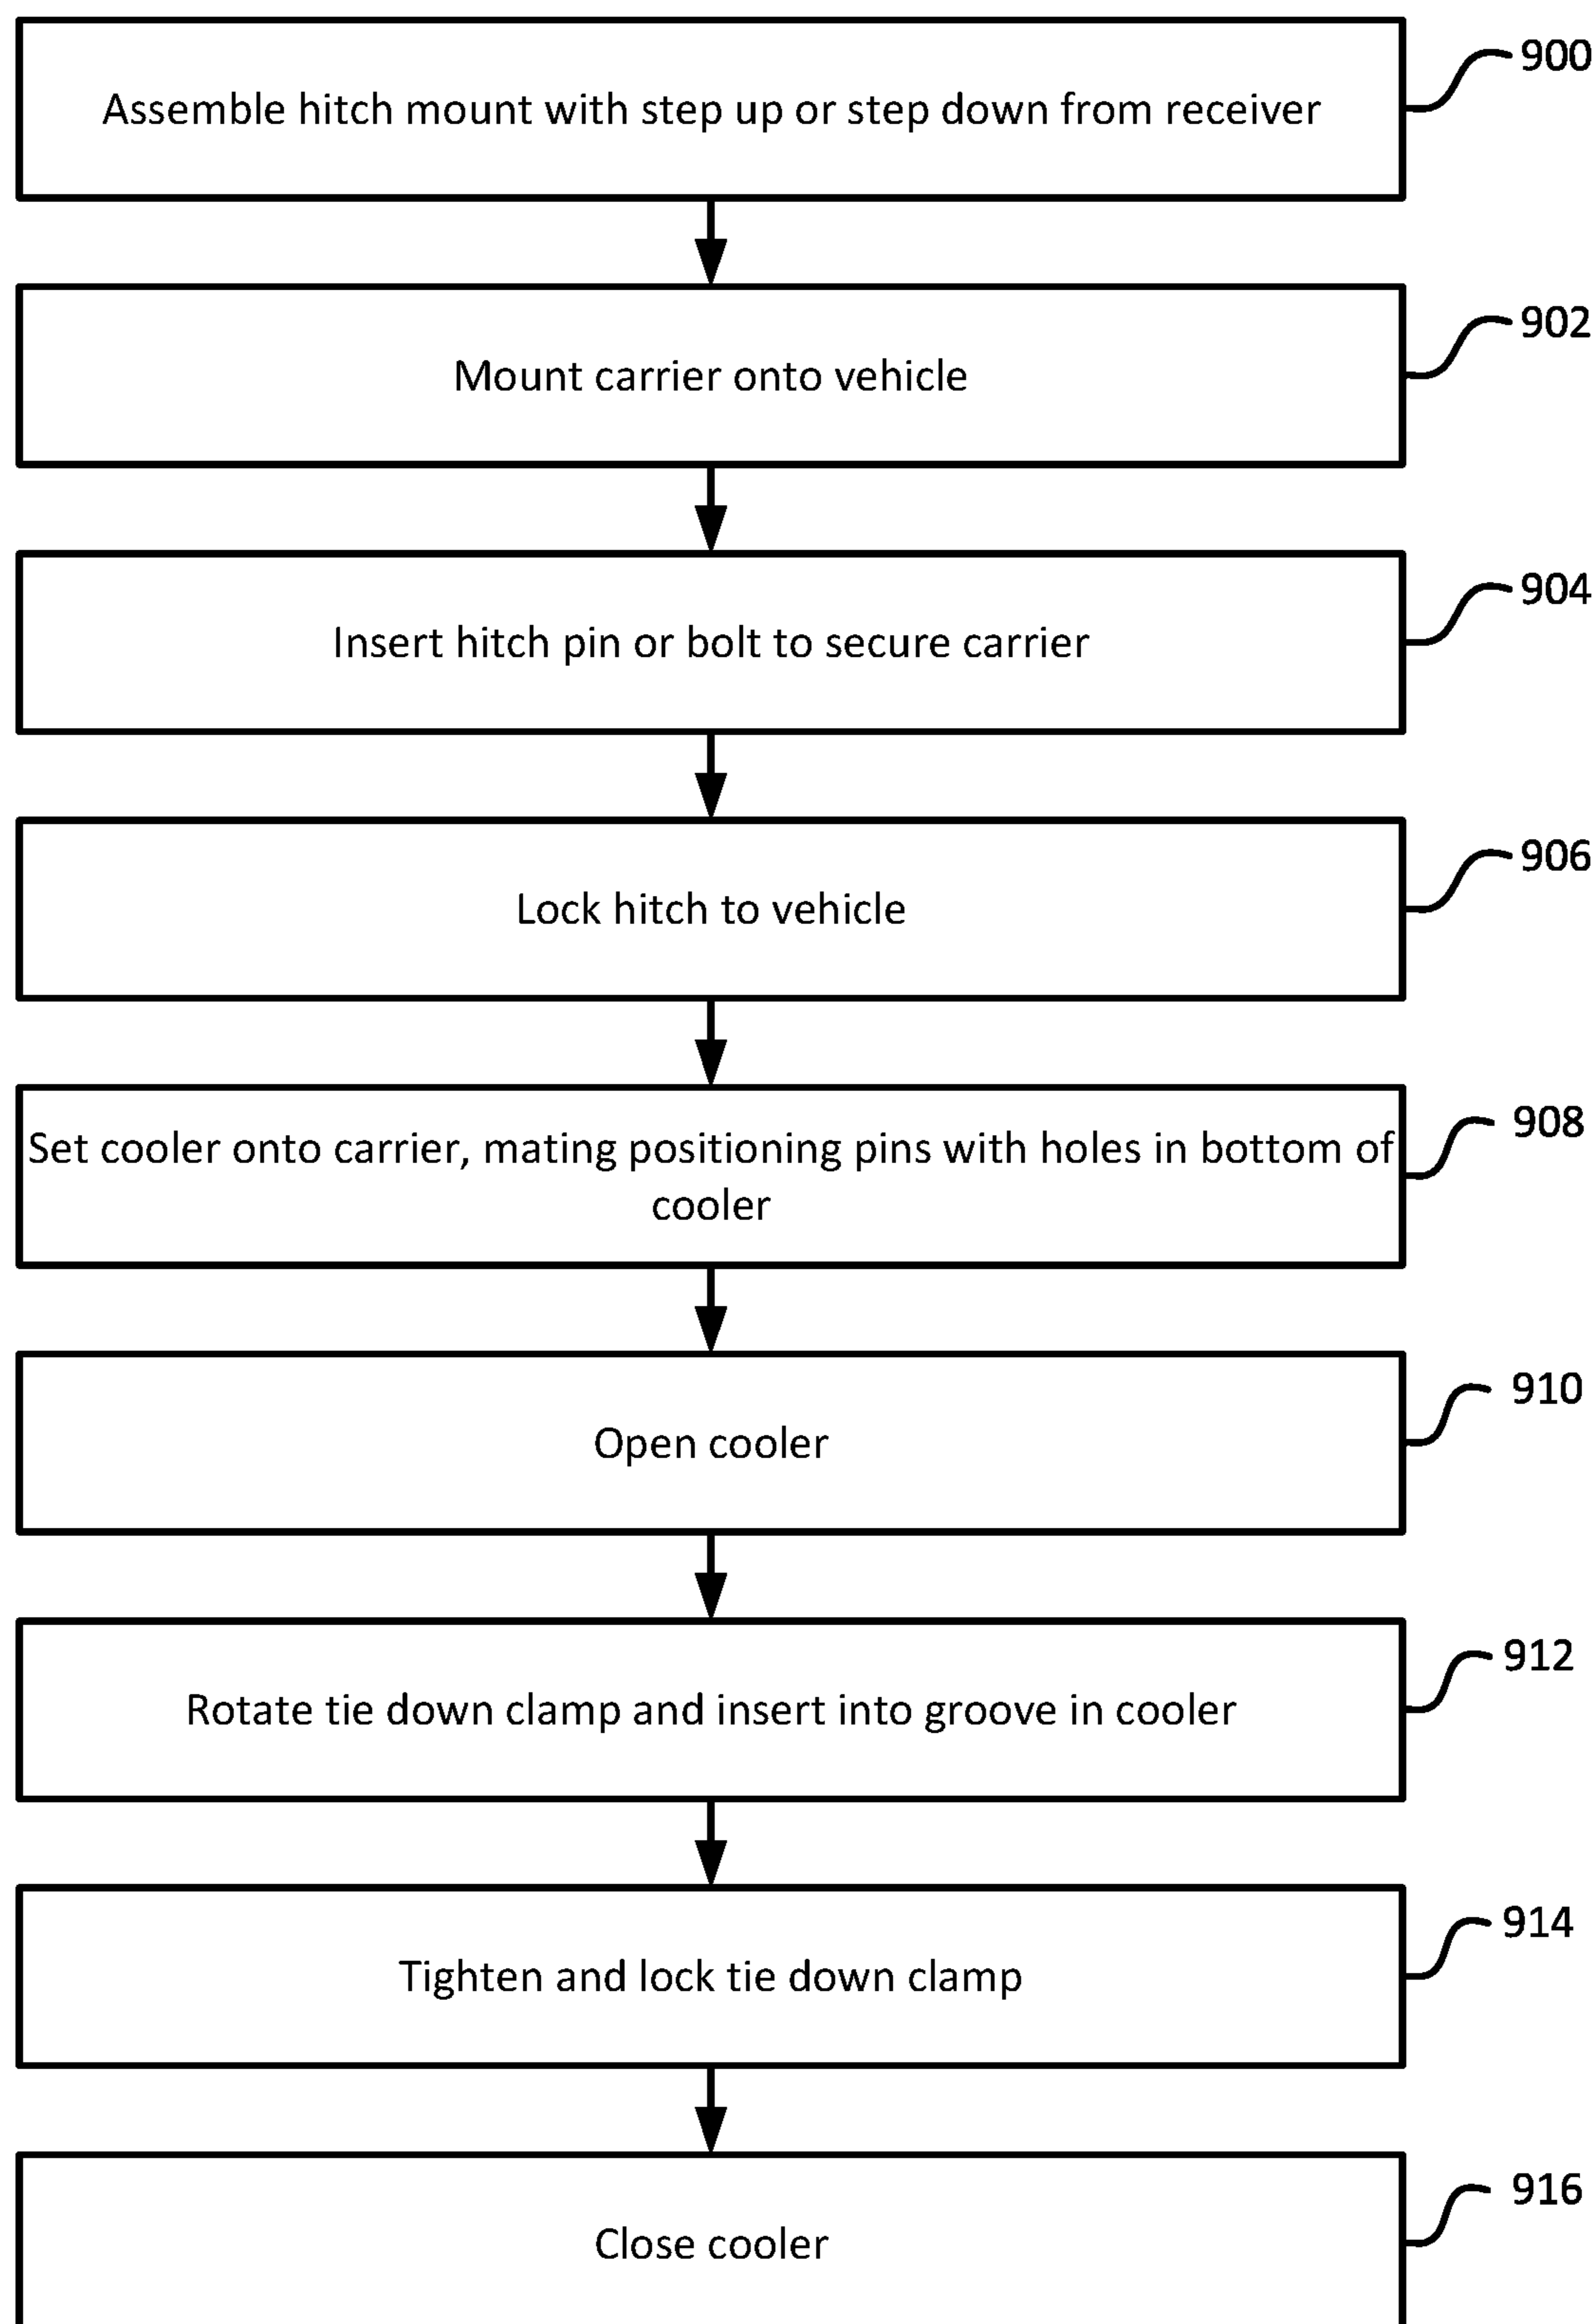 Assemble hitch mount with step up or step down from receiver
900
Mount carrier onto vehicle
902
Insert hitch pin or bolt to secure carrier
904
Lock hitch to vehicle
906
Set cooler onto carrier, mating positioning pins with holes in bottom of
cooler
908
Open cooler
910
Rotate tie down clamp and insert into groove in cooler
912
Tighten and lock tie down clamp
914
Close cooler
916